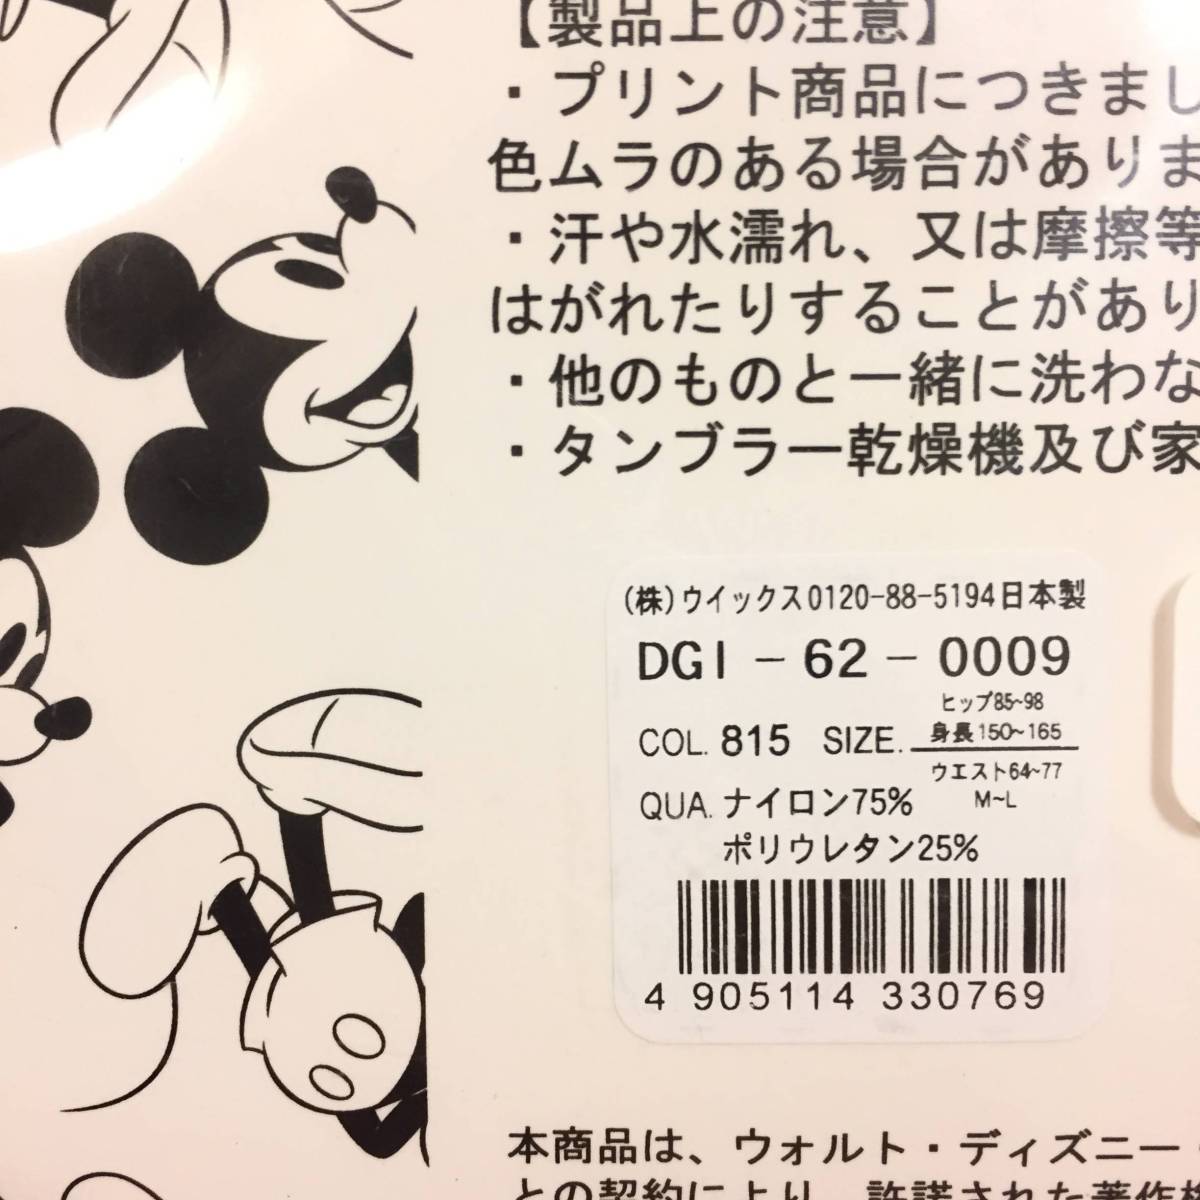 【製品上の注意】
・プリント商品につきまし
色ムラのある場合がありま
・汗や水濡れ、又は摩擦等
はがれたりすることがあり
・他のものと一緒に洗わな
・タンブラー乾燥機及び家
(株)ウイックス0120-88-5194日本製
DGI-62-0009
COL. 815 SIZE. ヒップ85~98
身長150~165
ウエスト64~77
M~L
QUA. ナイロン75%
ポリウレタン25%
4 905114 330769
本商品は、ウォルト・ディズニー・
との契約により、許諾された著作権